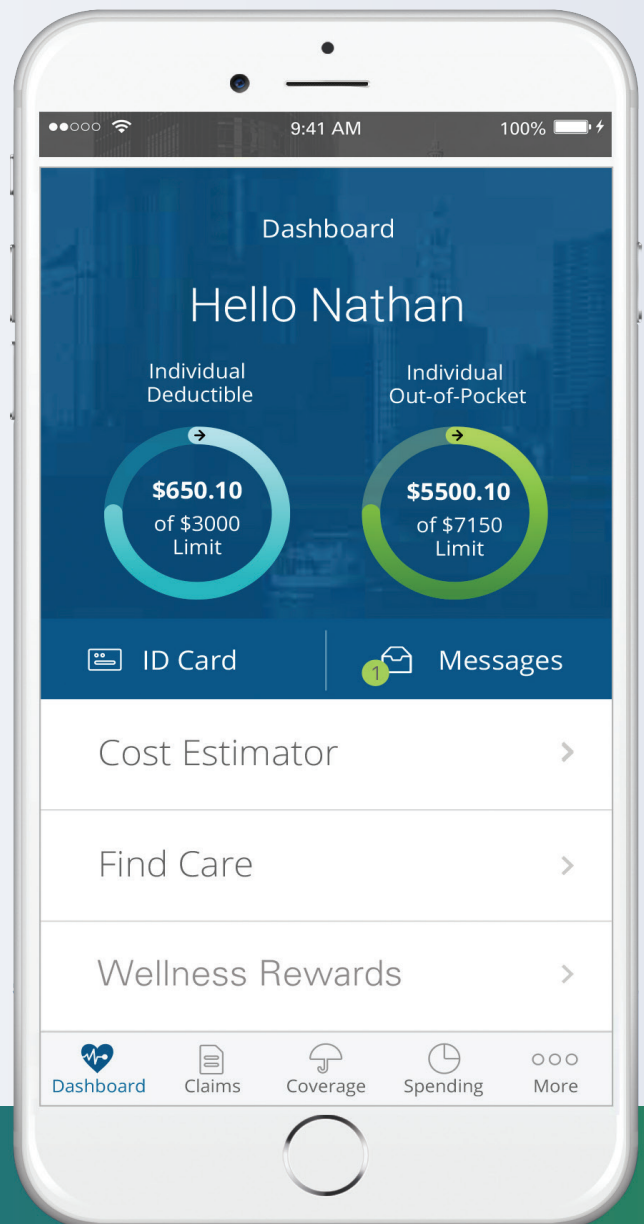 9:41 AM
100%
Dashboard
Hello Nathan
Individual
Deductible
Individual
Out-of-Pocket
$650.10
of $3000
Limit
$5500.10
of $7150
Limit
ID Card
1
Messages
Cost Estimator
Find Care
Wellness Rewards
Dashboard
Claims
Coverage
Spending
More